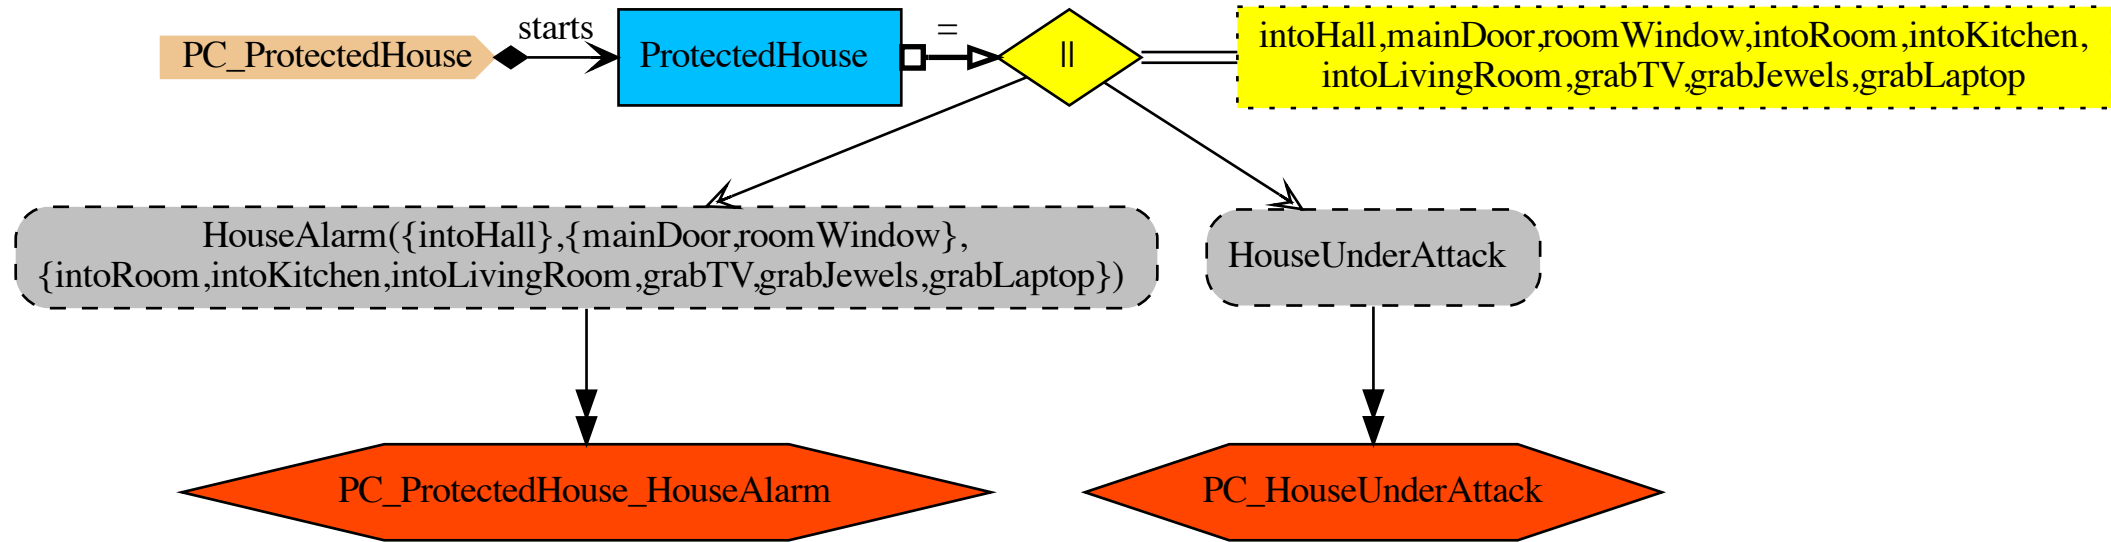 starts
PC_ProtectedHouse
ProtectedHouse
=
||
intoHall,mainDoor,roomWindow,intoRoom,intoKitchen,
intoLivingRoom,grabTV,grabJewels,grabLaptop
HouseAlarm({intoHall},{mainDoor,roomWindow},
{intoRoom,intoKitchen,intoLivingRoom,grabTV,grabJewels,grabLaptop})
HouseUnderAttack
PC_ProtectedHouse_HouseAlarm
PC_HouseUnderAttack